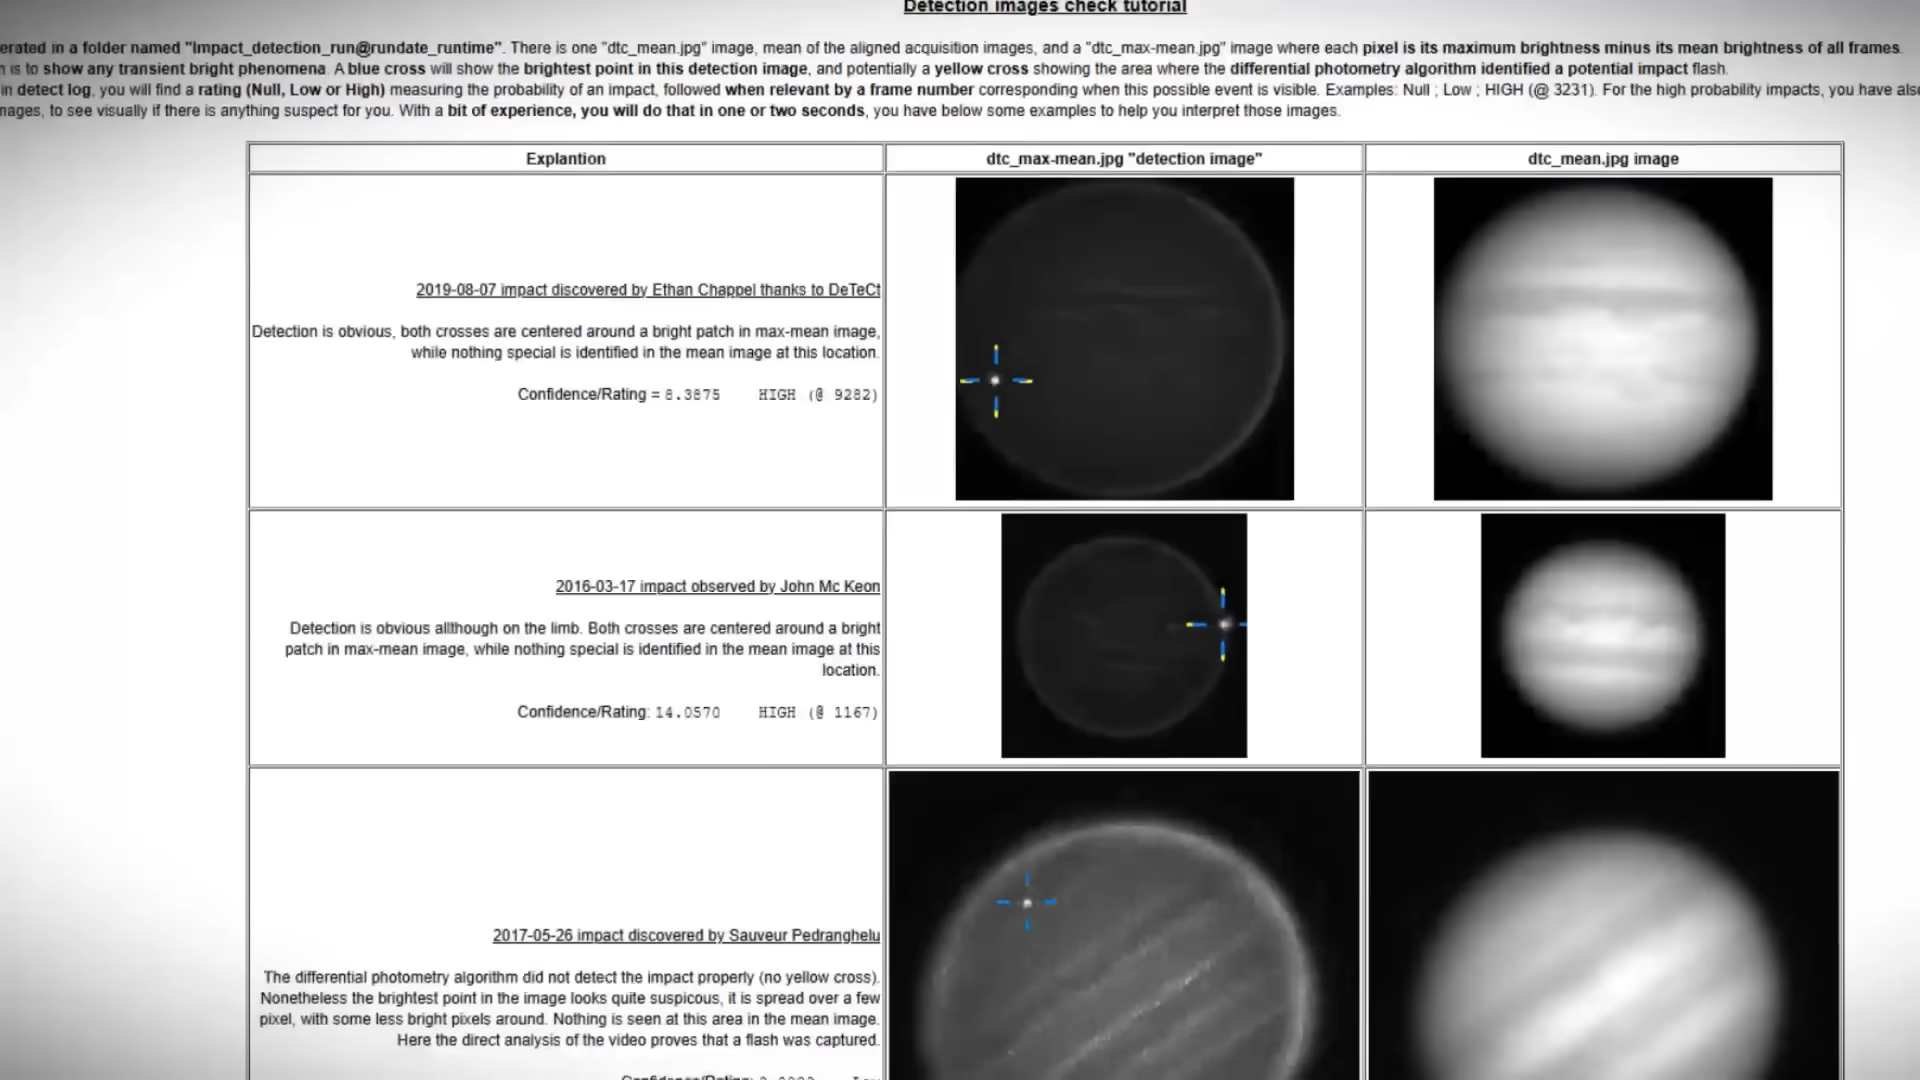 Detection images check tutorial
erated in a folder named "Impact_detection_run@rundate_runtime". There is one "dtc_mean.jpg" image, mean of the aligned acquisition images, and a "dtc_max-mean.jpg" image where each pixel is its maximum brightness minus its mean brightness of all frames.
is to show any transient bright phenomena. A blue cross will show the brightest point in this detection image, and potentially a yellow cross showing the area where the differential photometry algorithm identified a potential impact flash.
in detect log, you will find a rating (Null, Low or High) measuring the probability of an impact, followed when relevant by a frame number corresponding when this possible event is visible. Examples: Null ; Low ; HIGH (@ 3231). For the high probability impacts, you have also
mages, to see visually if there is anything suspect for you. With a bit of experience, you will do that in one or two seconds, you have below some examples to help you interpret those images.
Explantion dtc_max-mean.jpg "detection image" dtc_mean.jpg image
2019-08-07 impact discovered by Ethan Chappel thanks to DeTeCt
Detection is obvious, both crosses are centered around a bright patch in max-mean image,
while nothing special is identified in the mean image at this location.
Confidence/Rating = 8.3875 HIGH (@ 9282)
2016-03-17 impact observed by John Mc Keon
Detection is obvious allthough on the limb. Both crosses are centered around a bright
patch in max-mean image, while nothing special is identified in the mean image at this
location.
Confidence/Rating: 14.0570 HIGH (@ 1167)
2017-05-26 impact discovered by Sauveur Pedranghelu
The differential photometry algorithm did not detect the impact properly (no yellow cross).
Nonetheless the brightest point in the image looks quite suspicous, it is spread over a few
pixel, with some less bright pixels around. Nothing is seen at this area in the mean image.
Here the direct analysis of the video proves that a flash was captured.
Confidence/Rating: